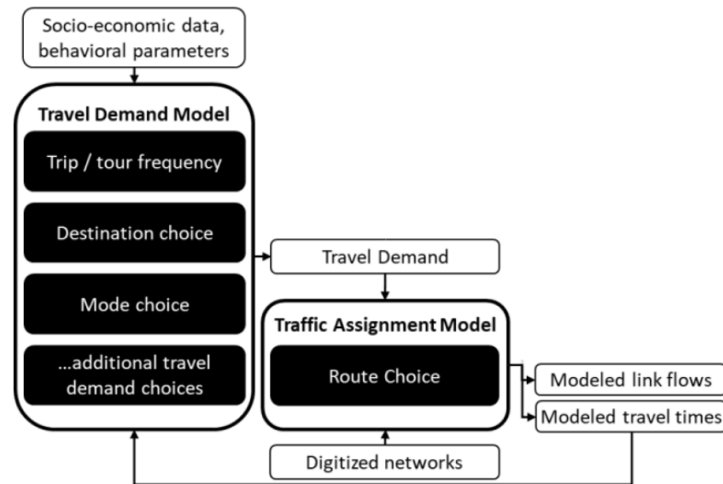 Socio-economic data,
behavioral parameters
Travel Demand Model
Trip / tour frequency
Destination choice
Mode choice
...additional travel
demand choices
Travel Demand
Traffic Assignment Model
Route Choice
Modeled link flows
Modeled travel times
Digitized networks